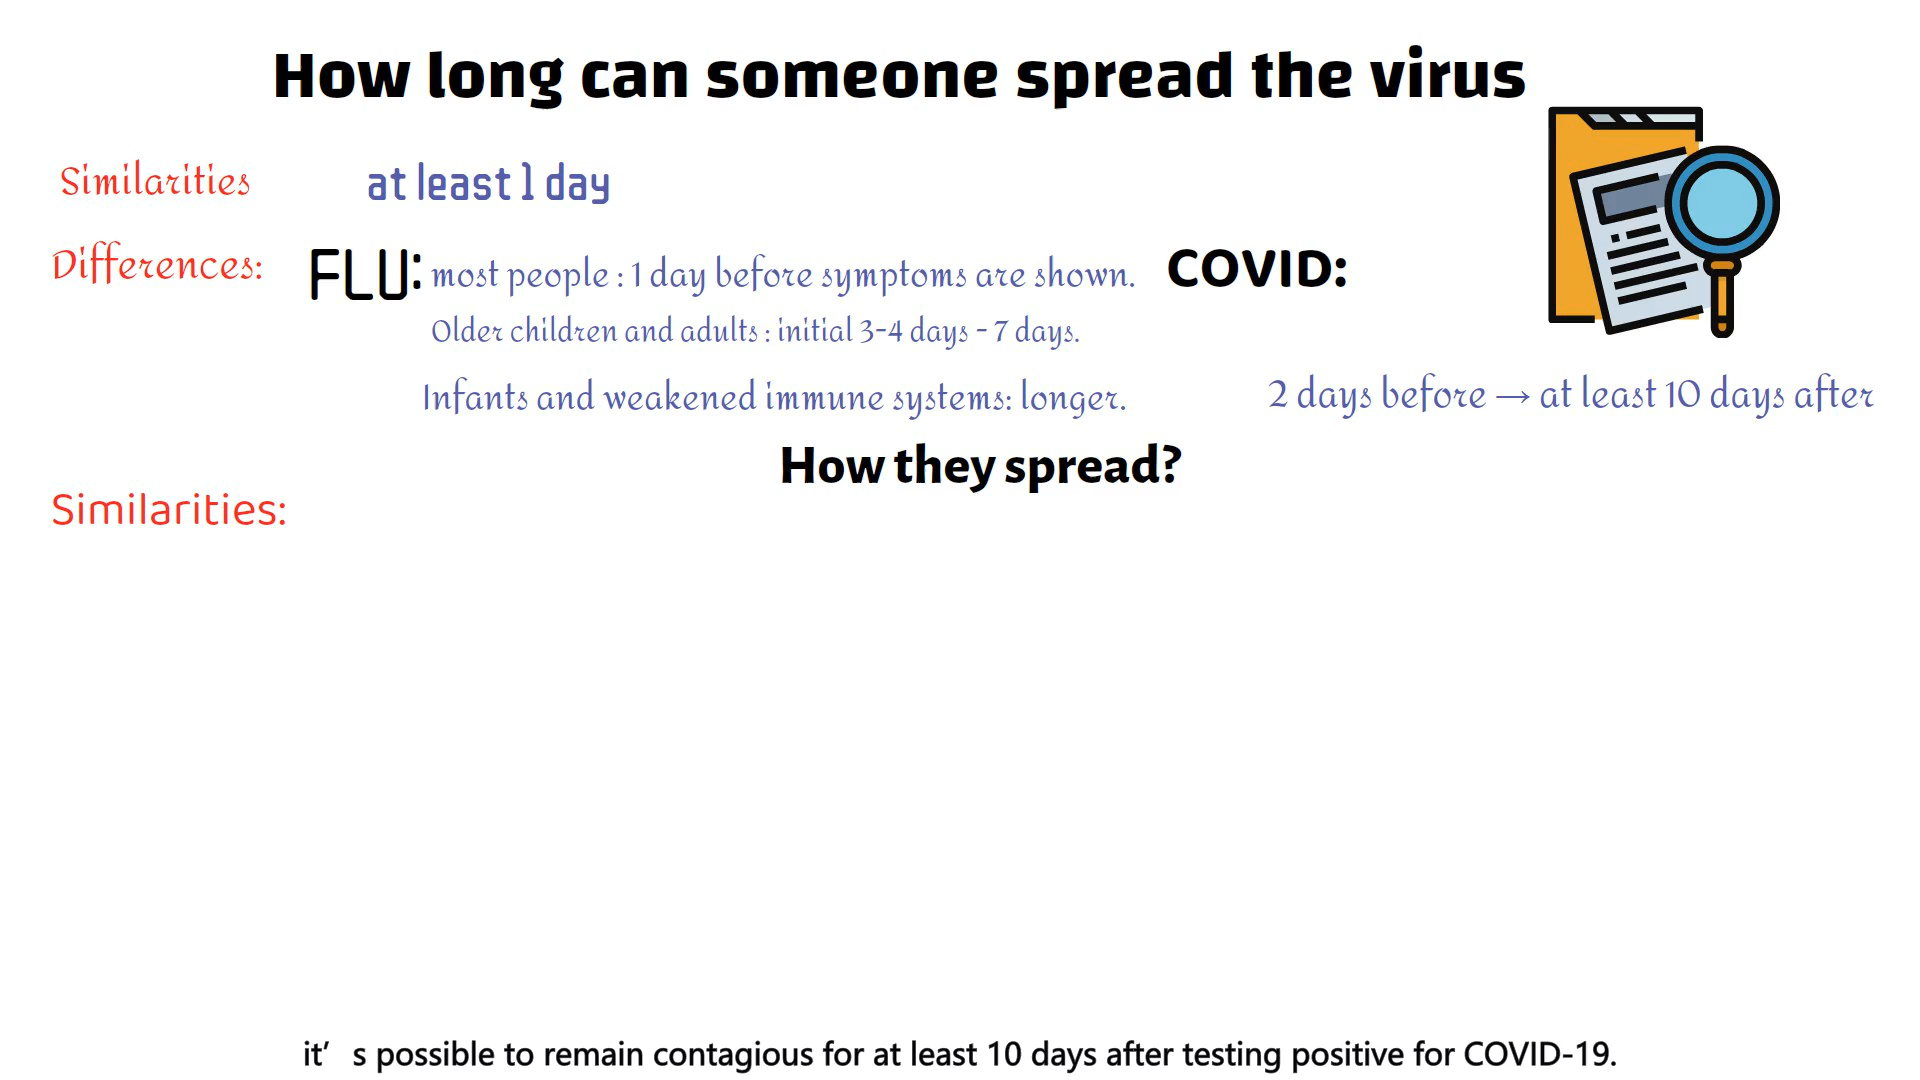 How long can someone spread the virus
Similarities
at least 1 day
Differences:
FLU:
most people : 1 day before symptoms are shown.
Older children and adults : initial 3-4 days - 7 days.
Infants and weakened immune systems: longer.
COVID:
2 days before → at least 10 days after
How they spread?
Similarities:
it’ s possible to remain contagious for at least 10 days after testing positive for COVID-19.